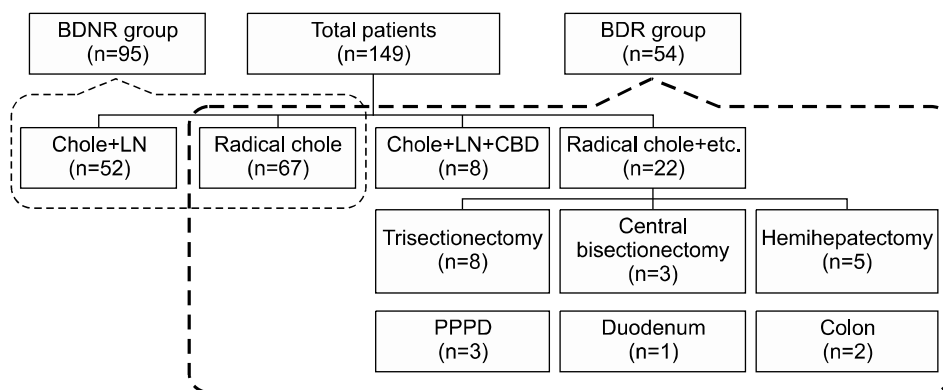 BDNR group
(n=95)
Total patients
(n=149)
BDR group
(n=54)
Chole+LN
(n=52)
Radical chole
(n=67)
Chole+LN+CBD
(n=8)
Radical chole+etc.
(n=22)
Trisectionectomy
(n=8)
Central
bisectionectomy
(n=3)
Hemihepatectomy
(n=5)
PPPD
(n=3)
Duodenum
(n=1)
Colon
(n=2)